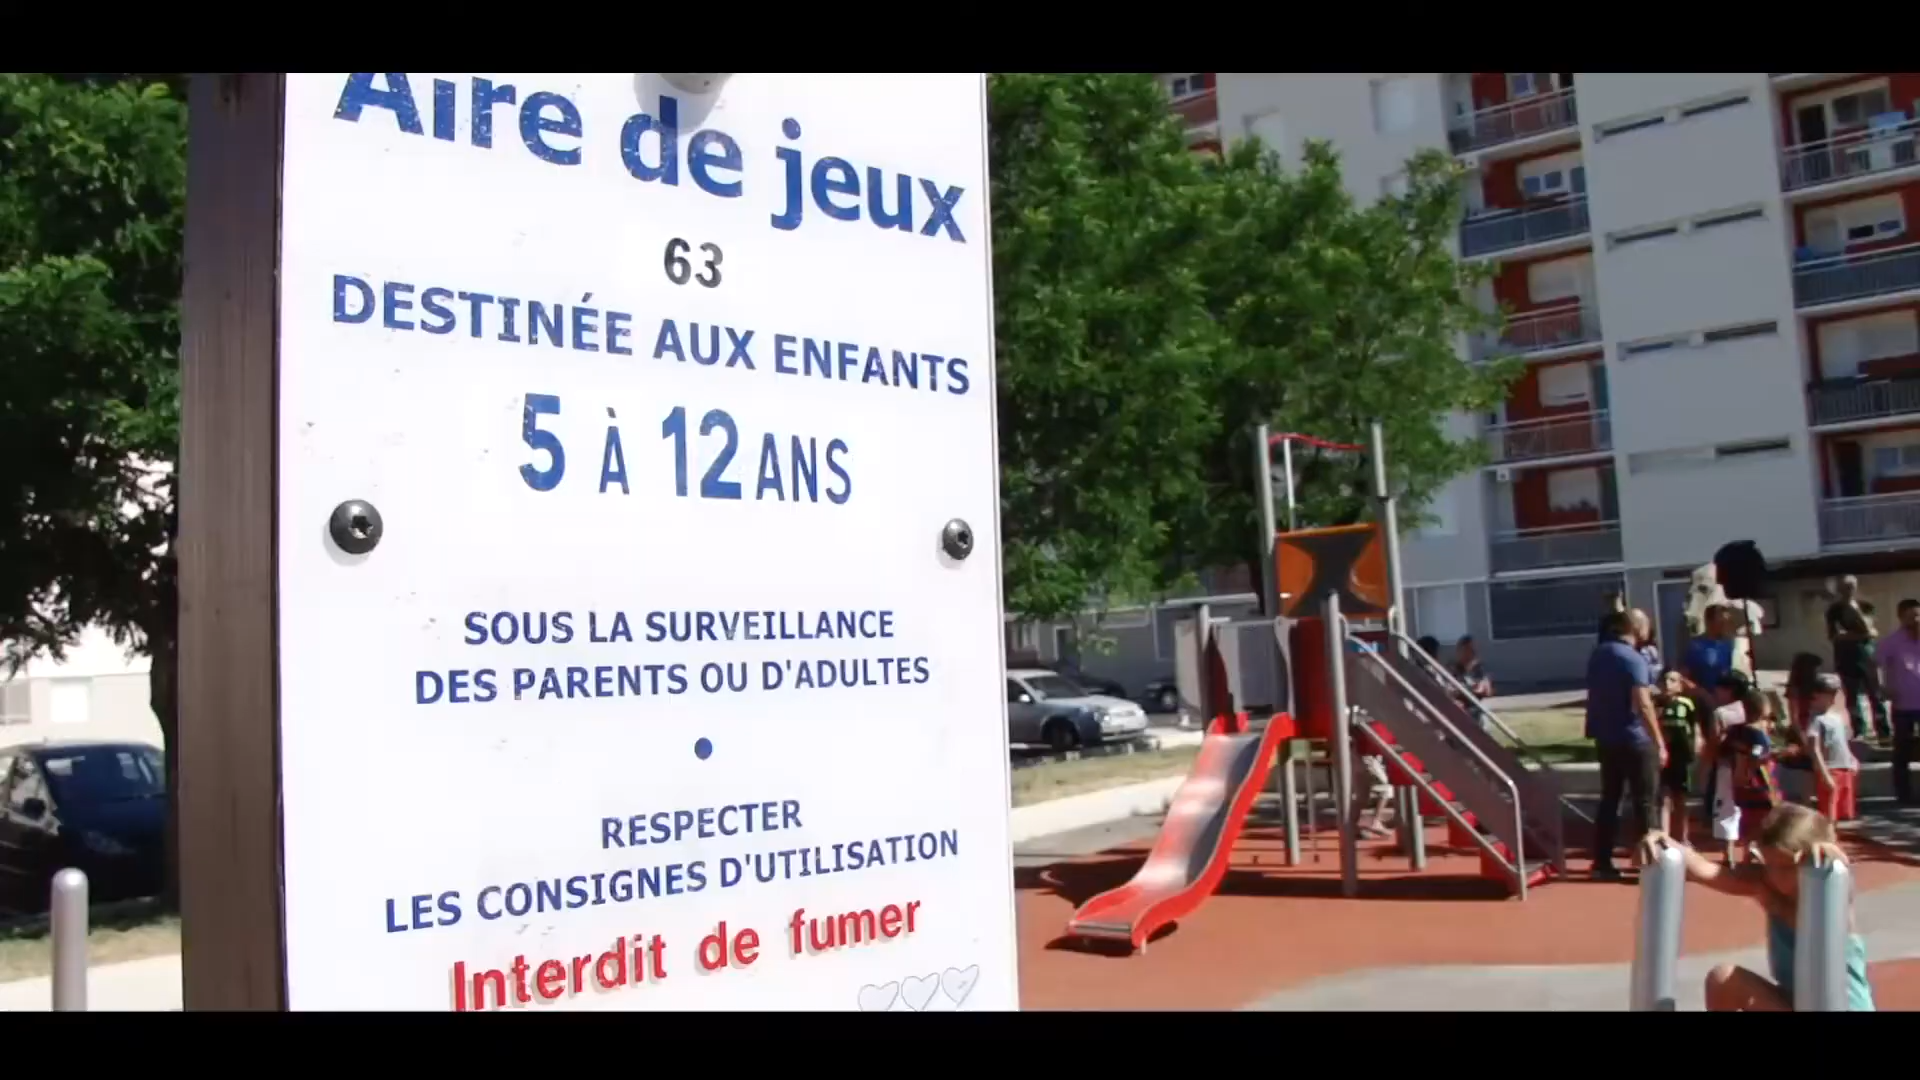 Aire de jeux
63
DESTINÉE AUX ENFANTS
5 À 12 ANS
SOUS LA SURVEILLANCE
DES PARENTS OU D'ADULTES
•
RESPECTER
LES CONSIGNES D'UTILISATION
Interdit de fumer